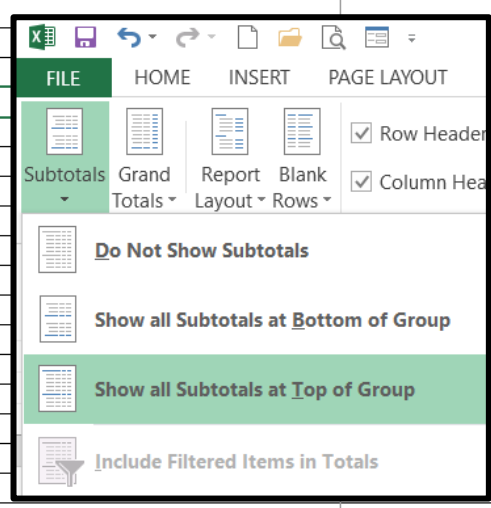 FILE HOME INSERT PAGE LAYOUT
Subtotals Grand Totals Report Layout Blank Rows
Row Header
Column Hea
Do Not Show Subtotals
Show all Subtotals at Bottom of Group
Show all Subtotals at Top of Group
Include Filtered Items in Totals